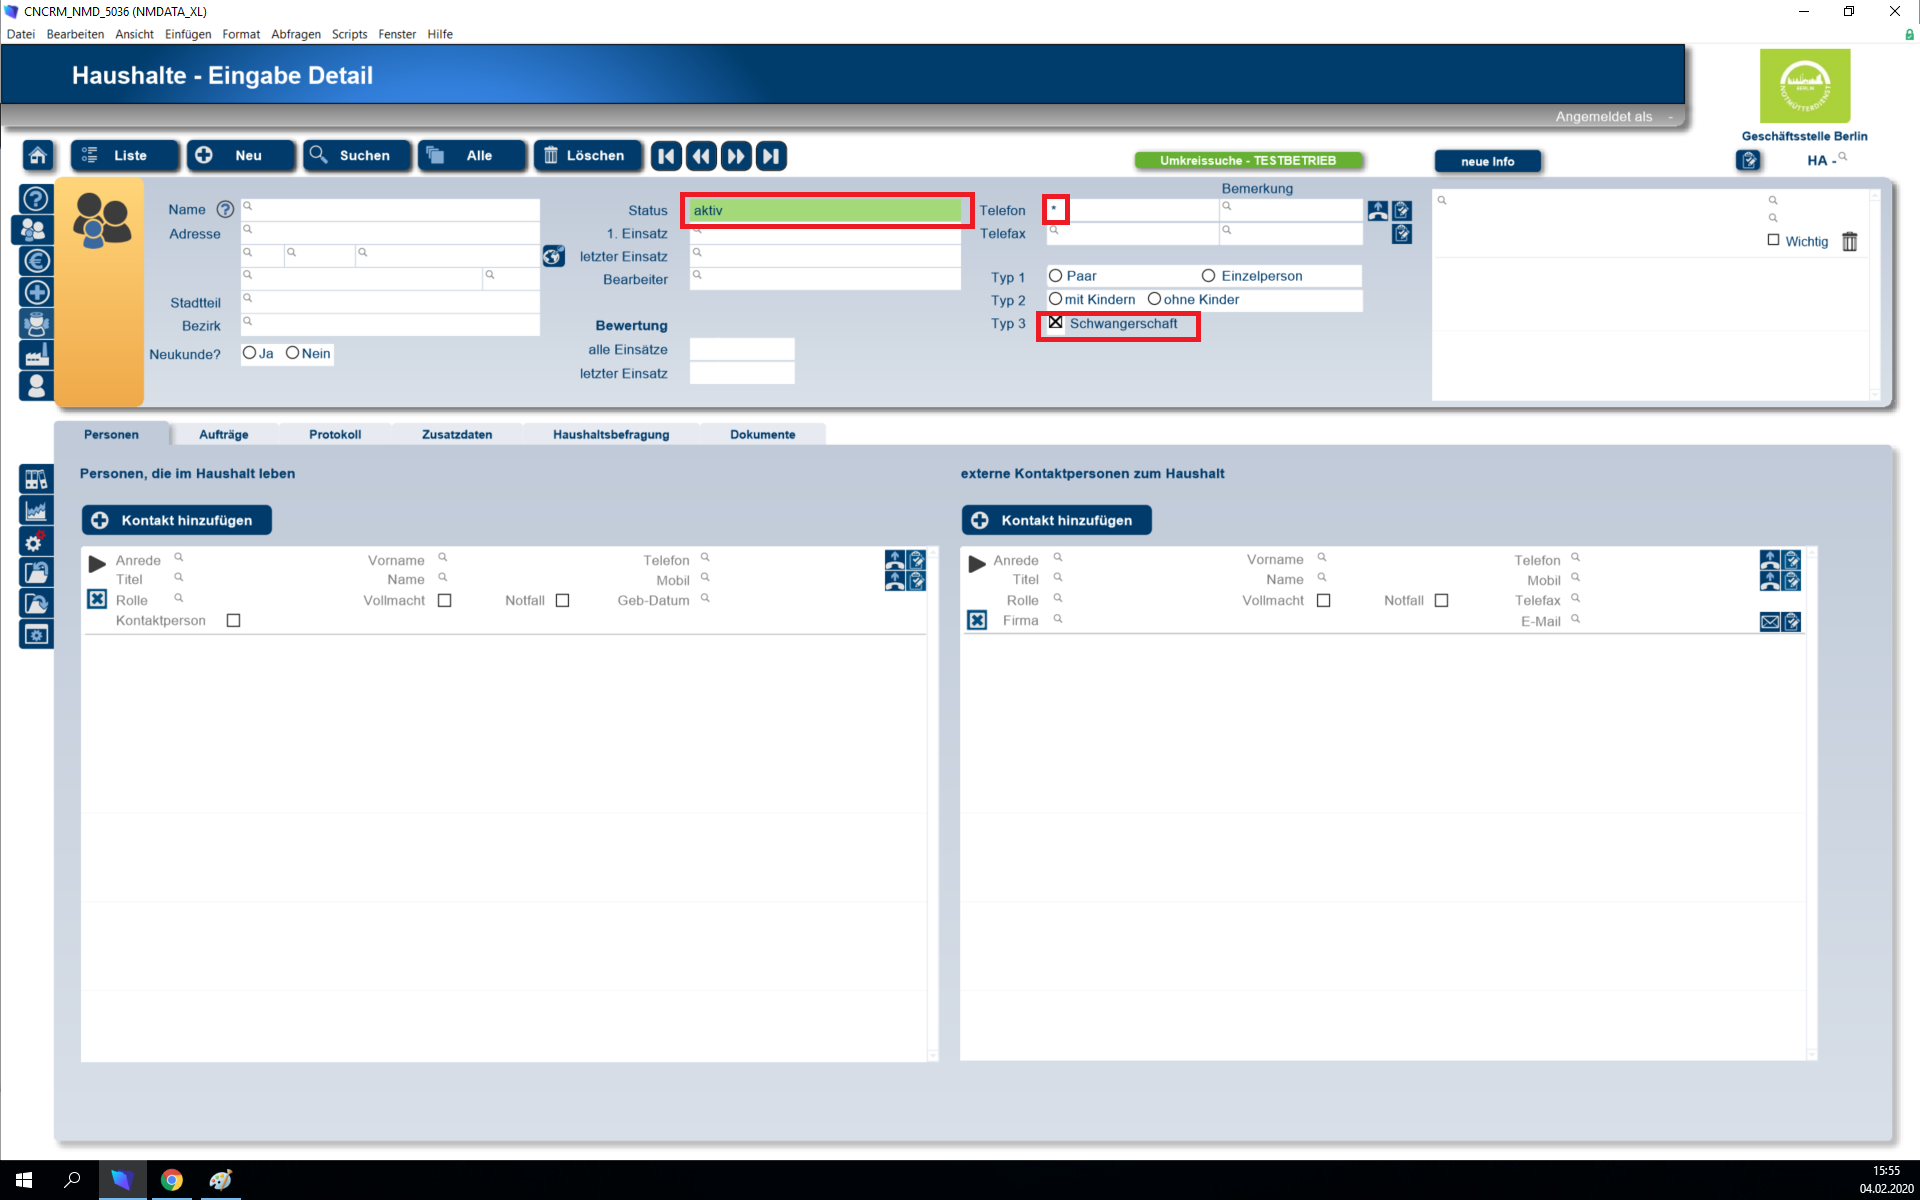 CNCRM_NMD_5036 (NMDATA_XL)
Datei Bearbeiten Ansicht Einfügen Format Abfragen Scripts Fenster Hilfe
Haushalte - Eingabe Detail
Angemeldet als -
BERLIN
NOTMÜTTERDIENST
Geschäftsstelle Berlin
Liste Neu Suchen Alle Löschen
Umkreissuche - TESTBETRIEB
neue Info
HA -
Bemerkung
Name ?
Status aktiv
Telefon *
Adresse
1. Einsatz
Telefax
letzter Einsatz
Wichtig
Bearbeiter
Typ 1 Paar Einzelperson
Stadtteil
Typ 2 mit Kindern ohne Kinder
Bezirk
Bewertung
Typ 3 Schwangerschaft
Neukunde? Ja Nein
alle Einsätze
letzter Einsatz
Personen Aufträge Protokoll Zusatzdaten Haushaltsbefragung Dokumente
Personen, die im Haushalt leben
Kontakt hinzufügen
Anrede Vorname Telefon
Titel Name Mobil
Rolle Vollmacht Notfall Geb-Datum
Kontaktperson
externe Kontaktpersonen zum Haushalt
Kontakt hinzufügen
Anrede Vorname Telefon
Titel Name Mobil
Rolle Vollmacht Notfall Telefax
Firma E-Mail
15:55
04.02.2020